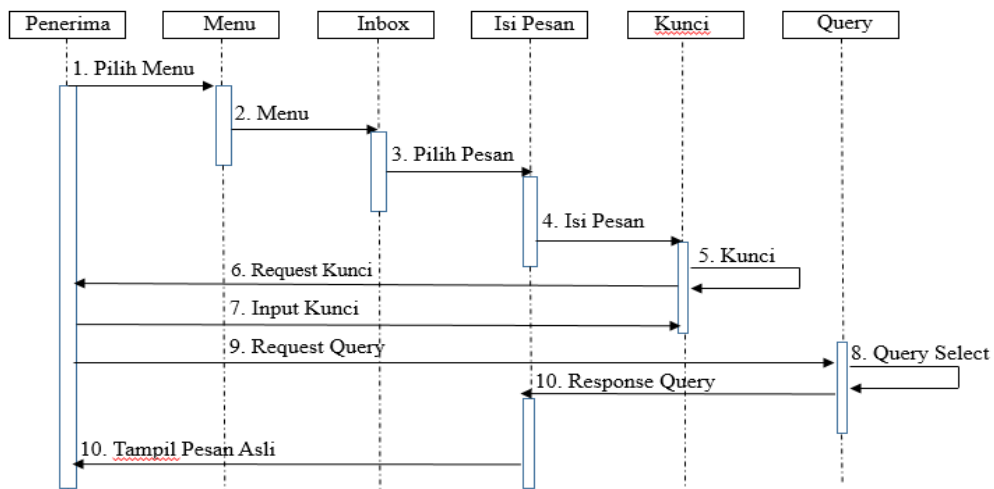 Penerima
Menu
Inbox
Isi Pesan
Kunci
Query
1. Pilih Menu
2. Menu
3. Pilih Pesan
4. Isi Pesan
5. Kunci
6. Request Kunci
7. Input Kunci
9. Request Query
8. Query Select
10. Response Query
10. Tampil Pesan Asli